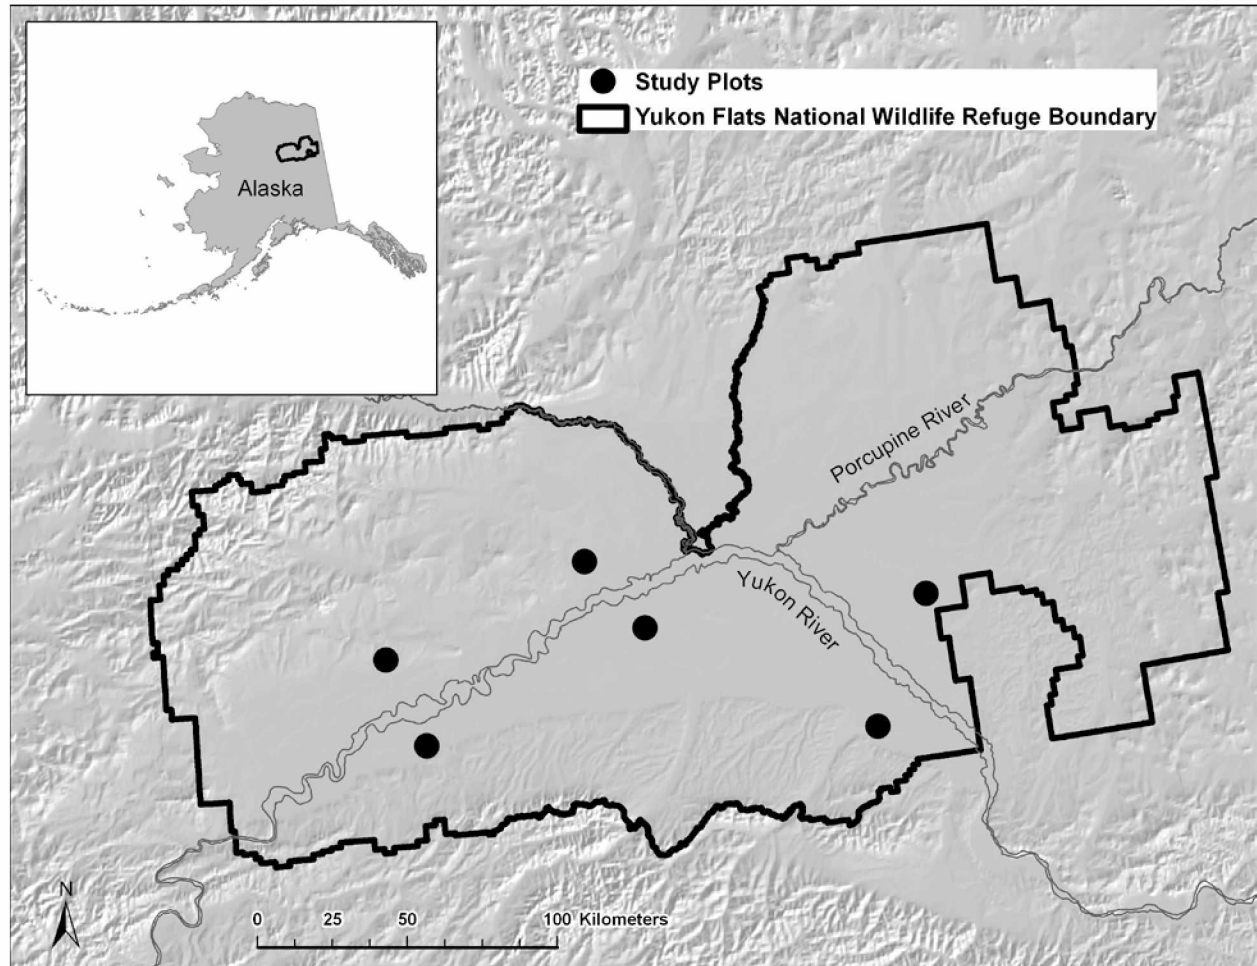 Study Plots
Yukon Flats National Wildlife Refuge Boundary
Alaska
Porcupine River
Yukon River
N
0 25 50 100 Kilometers